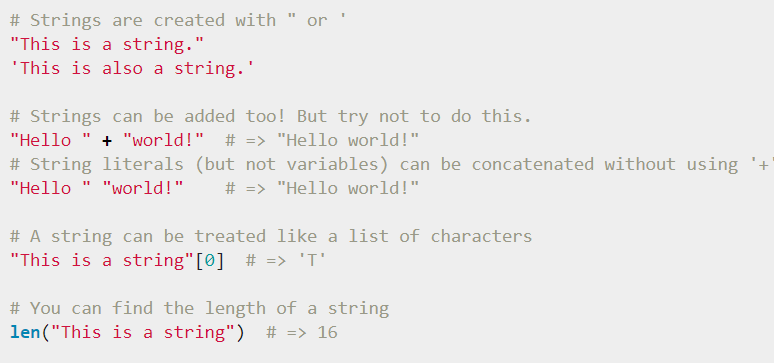 # Strings are created with " or '
"This is a string."
'This is also a string.'
# Strings can be added too! But try not to do this.
"Hello " + "world!"  # => "Hello world!"
# String literals (but not variables) can be concatenated without using '+'
"Hello " "world!"    # => "Hello world!"
# A string can be treated like a list of characters
"This is a string"[0]  # => 'T'
# You can find the length of a string
len("This is a string")  # => 16